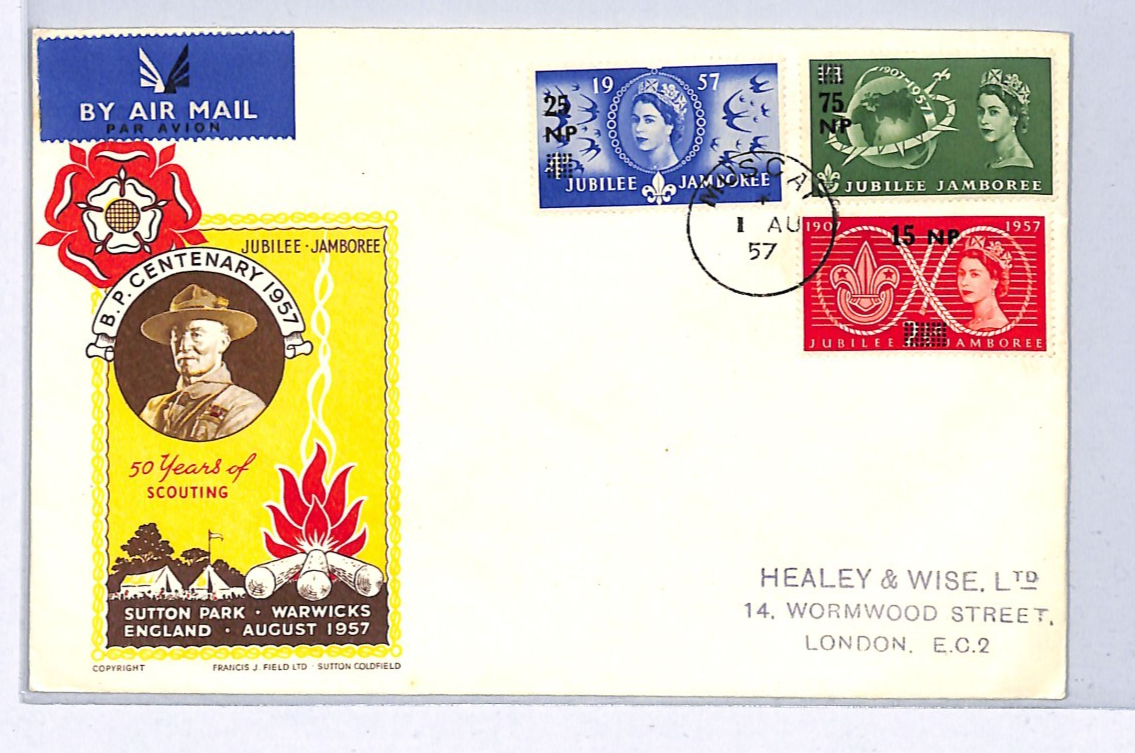 BY AIR MAIL
PAR AVION
JUBILEE · JAMBOREE
B.P. CENTENARY 1957
50 Years of
SCOUTING
SUTTON PARK · WARWICKS
ENGLAND · AUGUST 1957
COPYRIGHT FRANCIS J. FIELD LTD · SUTTON COLDFIELD
19 57
25
NP
JUBILEE JAMBOREE
1907-1957
75
NP
JUBILEE JAMBOREE
1907 15 NP 1957
JUBILEE AMBOREE
MUSCAT
1 AU
57
HEALEY & WISE, LTD
14, WORMWOOD STREET,
LONDON, E.C.2